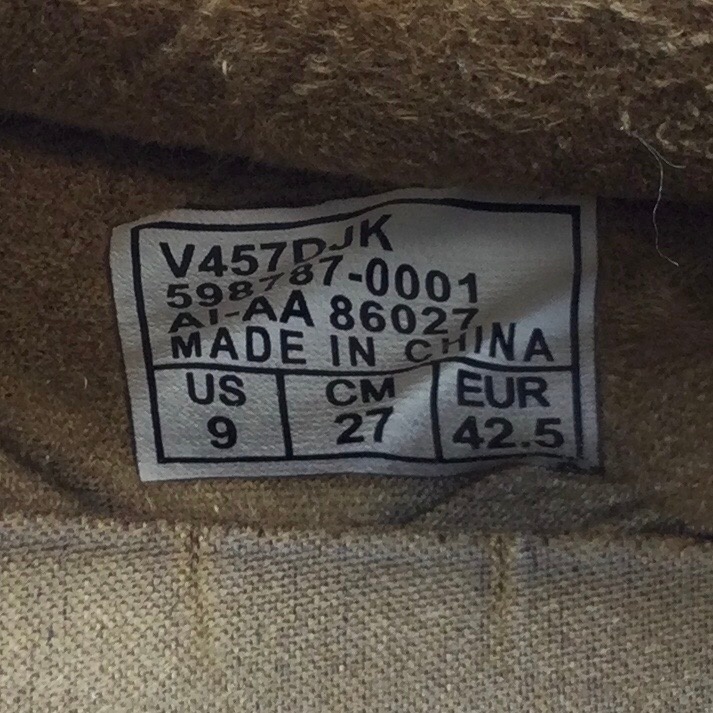 V457DJK
598787-0001
AI-AA 86027
MADE IN CHINA
US CM EUR
9 27 42.5